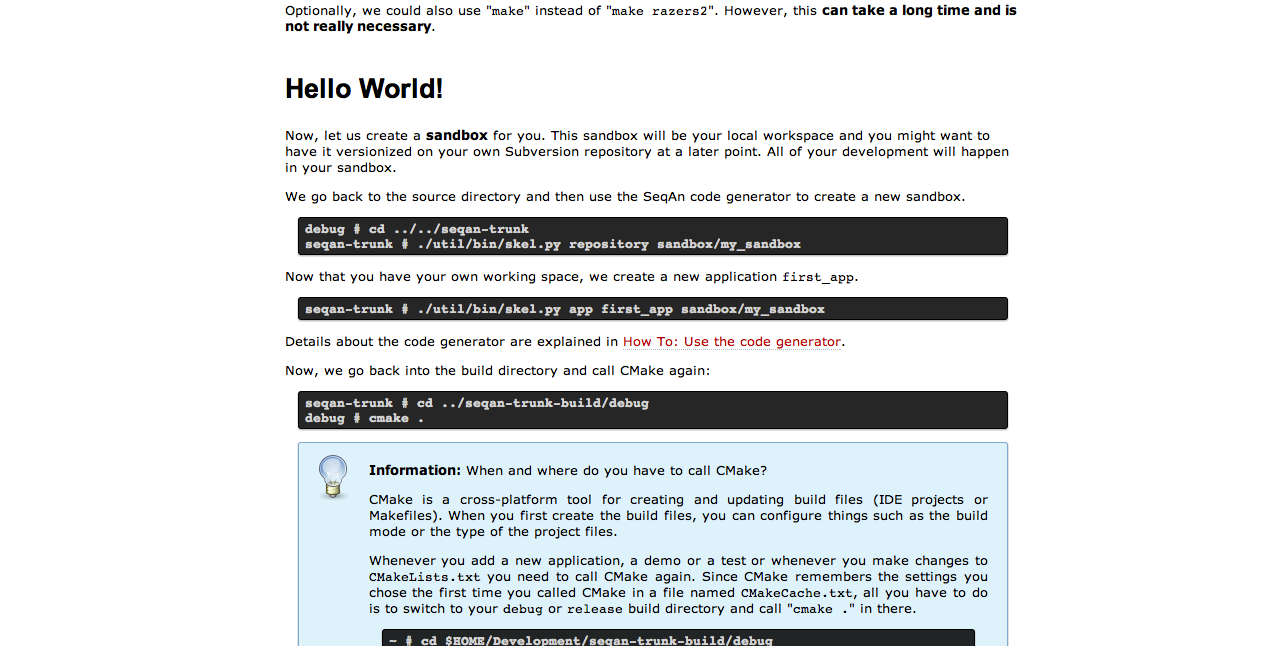 Optionally, we could also use "make" instead of "make razers2". However, this can take a long time and is
not really necessary.
Hello World!
Now, let us create a sandbox for you. This sandbox will be your local workspace and you might want to
have it versionized on your own Subversion repository at a later point. All of your development will happen
in your sandbox.
We go back to the source directory and then use the SeqAn code generator to create a new sandbox.
debug # cd ../../seqan-trunk
seqan-trunk # ./util/bin/skel.py repository sandbox/my_sandbox
Now that you have your own working space, we create a new application first_app.
seqan-trunk # ./util/bin/skel.py app first_app sandbox/my_sandbox
Details about the code generator are explained in How To: Use the code generator.
Now, we go back into the build directory and call CMake again:
seqan-trunk # cd ../seqan-trunk-build/debug
debug # cmake .
Information: When and where do you have to call CMake?
CMake is a cross-platform tool for creating and updating build files (IDE projects or
Makefiles). When you first create the build files, you can configure things such as the build
mode or the type of the project files.
Whenever you add a new application, a demo or a test or whenever you make changes to
CMakeLists.txt you need to call CMake again. Since CMake remembers the settings you
chose the first time you called CMake in a file named CMakeCache.txt, all you have to do
is to switch to your debug or release build directory and call "cmake ." in there.
~ # cd $HOME/Development/seqan-trunk-build/debug